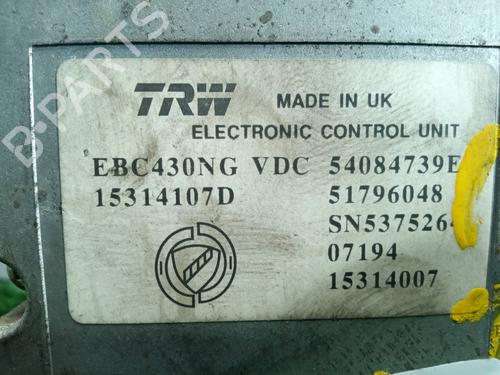 TRW MADE IN UK
ELECTRONIC CONTROL UNIT
EBC430NG VDC 54084739E
15314107D 51796048
07194
15314007
B-PARTS